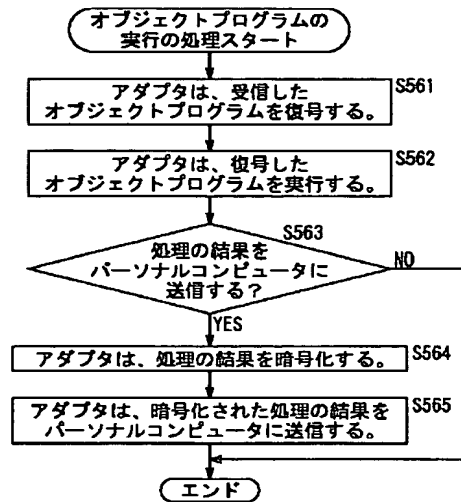 オブジェクトプログラムの
実行の処理スタート
S561
アダプタは、受信した
オブジェクトプログラムを復号する。
S562
アダプタは、復号した
オブジェクトプログラムを実行する。
S563
処理の結果を
パーソナルコンピュータに
送信する?
NO
YES
アダプタは、処理の結果を暗号化する。
S564
アダプタは、暗号化された処理の結果を
パーソナルコンピュータに送信する。
S565
エンド